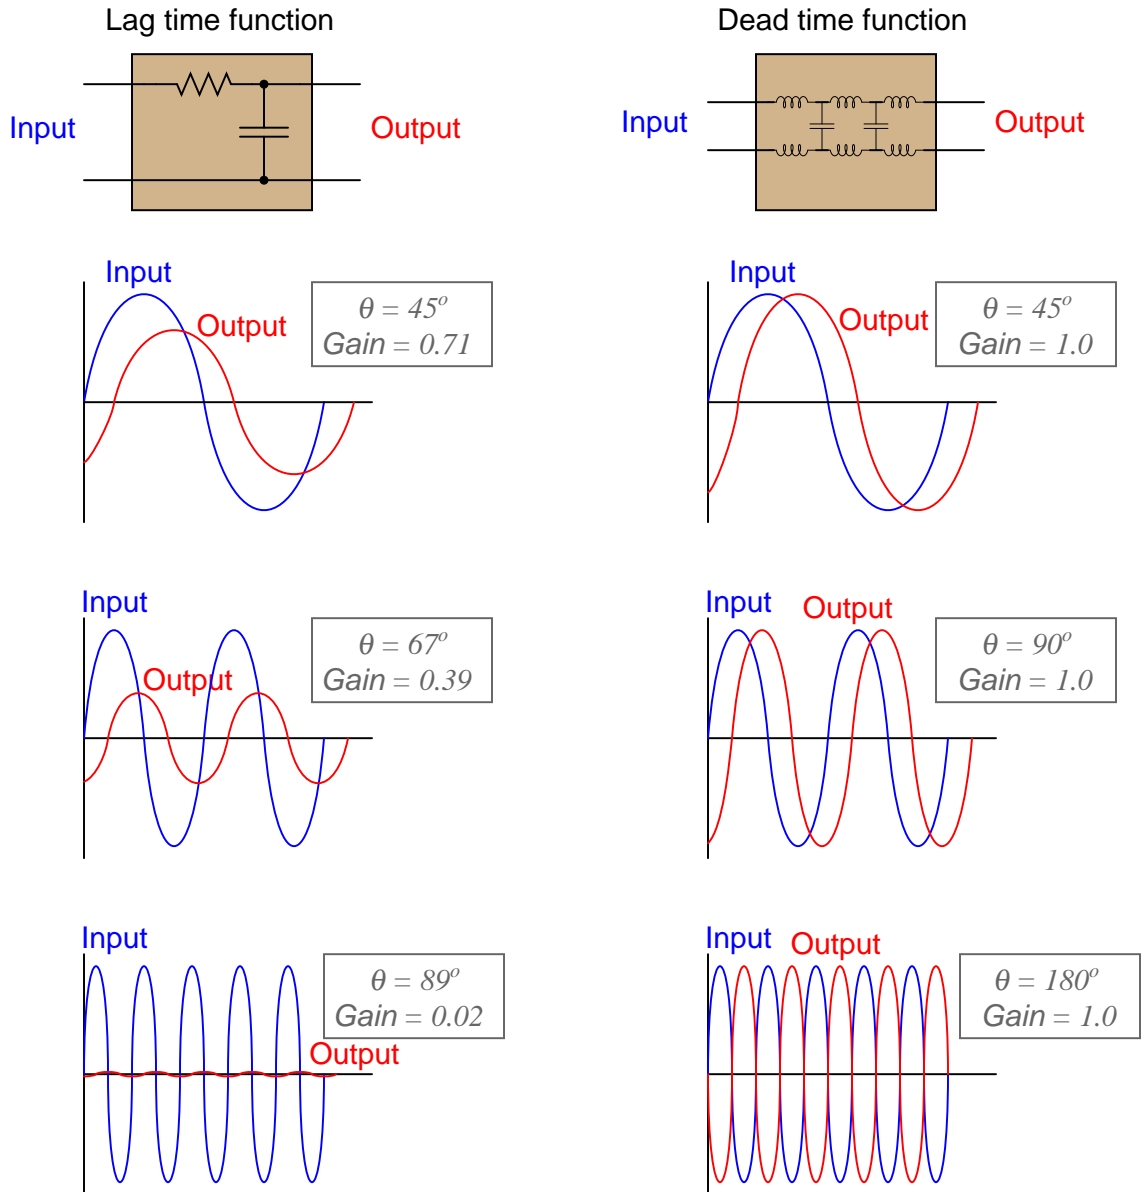 Lag time function
Dead time function
Input
Output
Input
Output
Input
Output
θ = 45º
Gain = 0.71
Input
Output
θ = 45º
Gain = 1.0
Input
Output
θ = 67º
Gain = 0.39
Input
Output
θ = 90º
Gain = 1.0
Input
Output
θ = 89º
Gain = 0.02
Input
Output
θ = 180º
Gain = 1.0